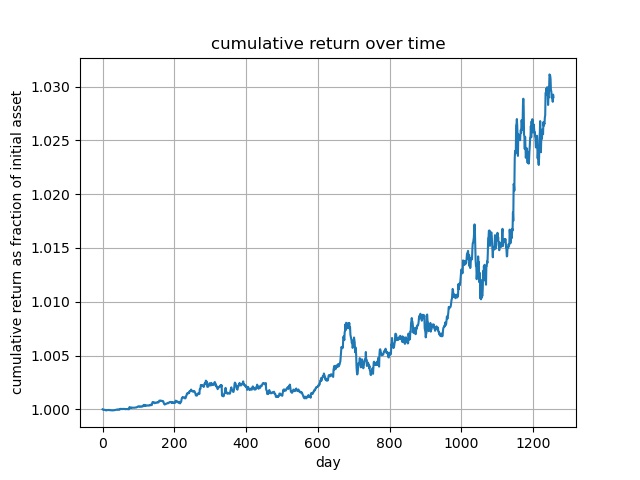 cumulative return over time
cumulative return as fraction of initial asset
1.030
1.025
1.020
1.015
1.010
1.005
1.000
0 200 400 600 800 1000 1200
day